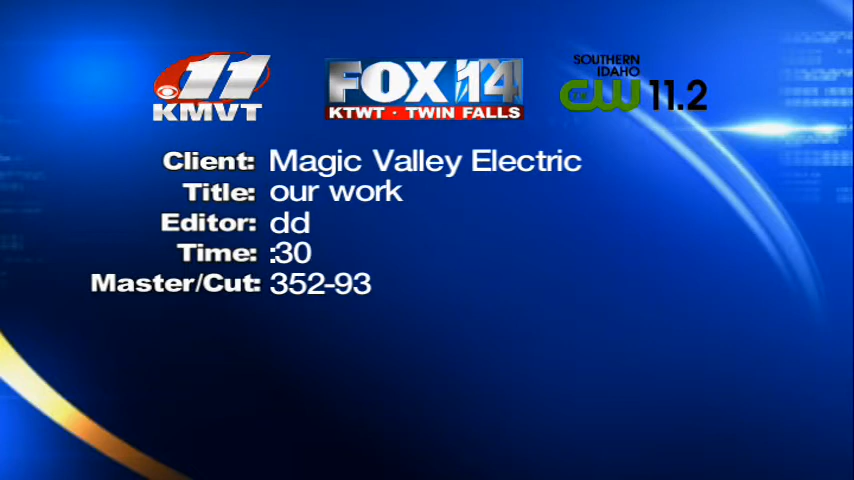 11
KMVT
FOX 14
KTWT · TWIN FALLS
SOUTHERN
IDAHO
CW 11.2
Client: Magic Valley Electric
Title: our work
Editor: dd
Time: :30
Master/Cut: 352-93